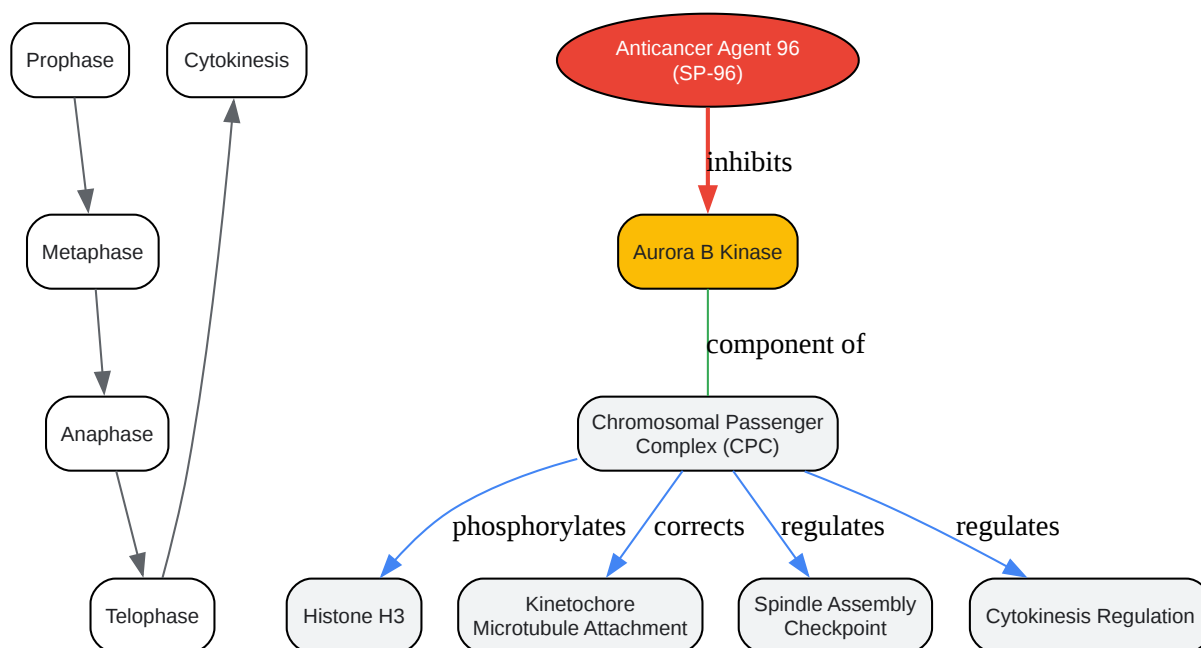 Prophase
Cytokinesis
Anticancer Agent 96
(SP-96)
inhibits
Metaphase
Aurora B Kinase
component of
Anaphase
Chromosomal Passenger
Complex (CPC)
phosphorylates
corrects
regulates
regulates
Telophase
Histone H3
Kinetochore
Microtubule Attachment
Spindle Assembly
Checkpoint
Cytokinesis Regulation